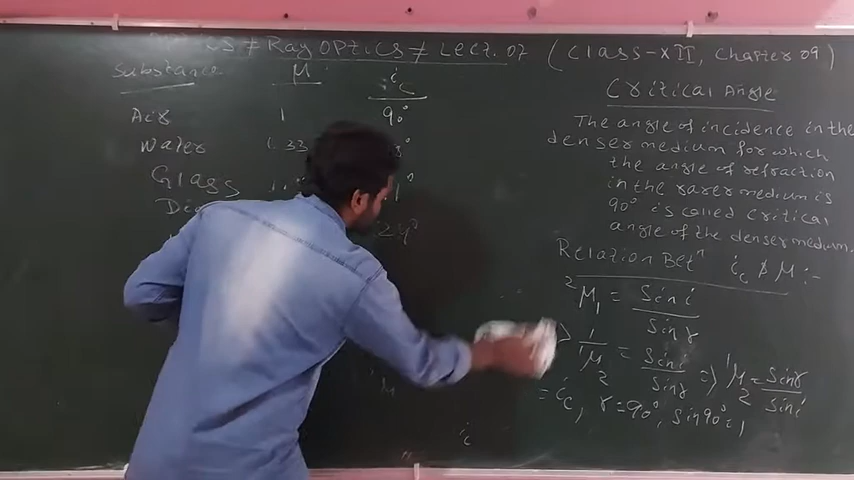 ≠ Ray Optics ≠ Lect. 07 (Class-XII, Chapter 09)
Substance μ ic
Air 1 90°
Water 1.33
Glass
24°
Critical Angle
The angle of incidence in the
denser medium for which
the angle of refraction
in the rarer medium is
90° is called critical
angle of the denser medium.
Relation Betⁿ ic & μ :-
²μ₁ = Sin i / Sin r
1 / ¹μ₂ = Sin i / Sin r => ¹μ₂ = Sin r / Sin i
= ic, r = 90°, Sin 90° = 1
ic